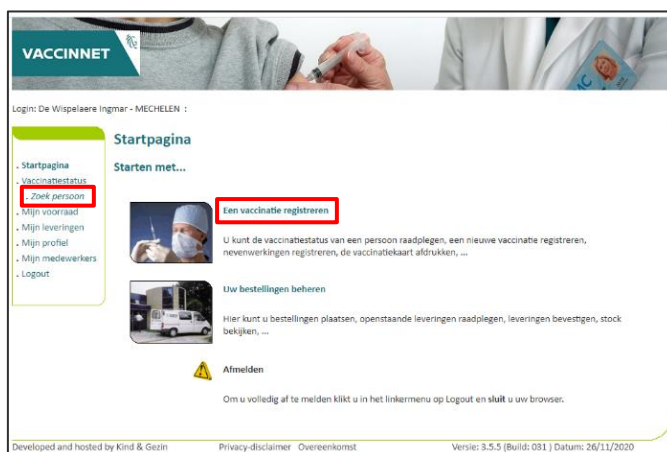 VACCINNET
Login: De Wispelaere Ingmar - MECHELEN :
Startpagina
Starten met...
. Startpagina
. Vaccinatiestatus
. Zoek persoon
. Mijn voorraad
. Mijn leveringen
. Mijn profiel
. Mijn medewerkers
. Logout
Een vaccinatie registreren
U kunt de vaccinatiestatus van een persoon raadplegen, een nieuwe vaccinatie registreren,
nevenwerkingen registreren, de vaccinatiekaart afdrukken, ...
Uw bestellingen beheren
Hier kunt u bestellingen plaatsen, openstaande leveringen raadplegen, leveringen bevestigen, stock
bekijken, ...
Afmelden
Om u volledig af te melden klikt u in het linkermenu op Logout en sluit u uw browser.
Developed and hosted by Kind & Gezin Privacy-disclaimer Overeenkomst Versie: 3.5.5 (Build: 031 ) Datum: 26/11/2020